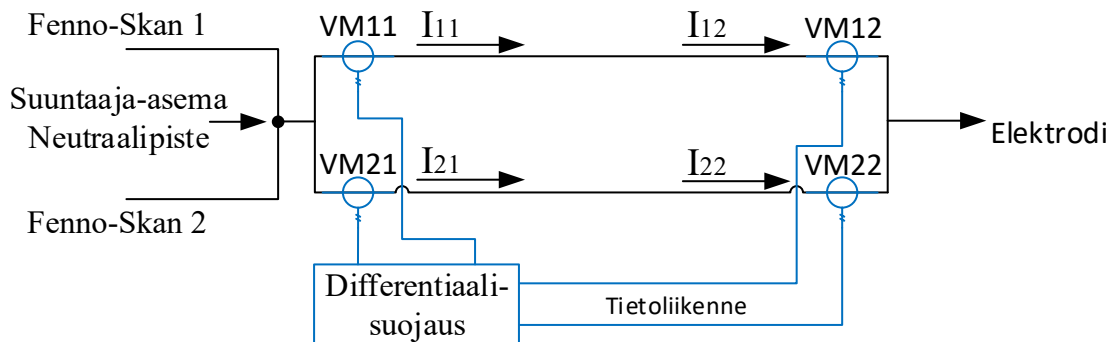 Fenno-Skan 1
VM11
I11
I12
VM12
Suuntaaja-asema
Neutraalipiste
Elektrodi
VM21
I21
I22
VM22
Fenno-Skan 2
Differentiaali-
suojaus
Tietoliikenne